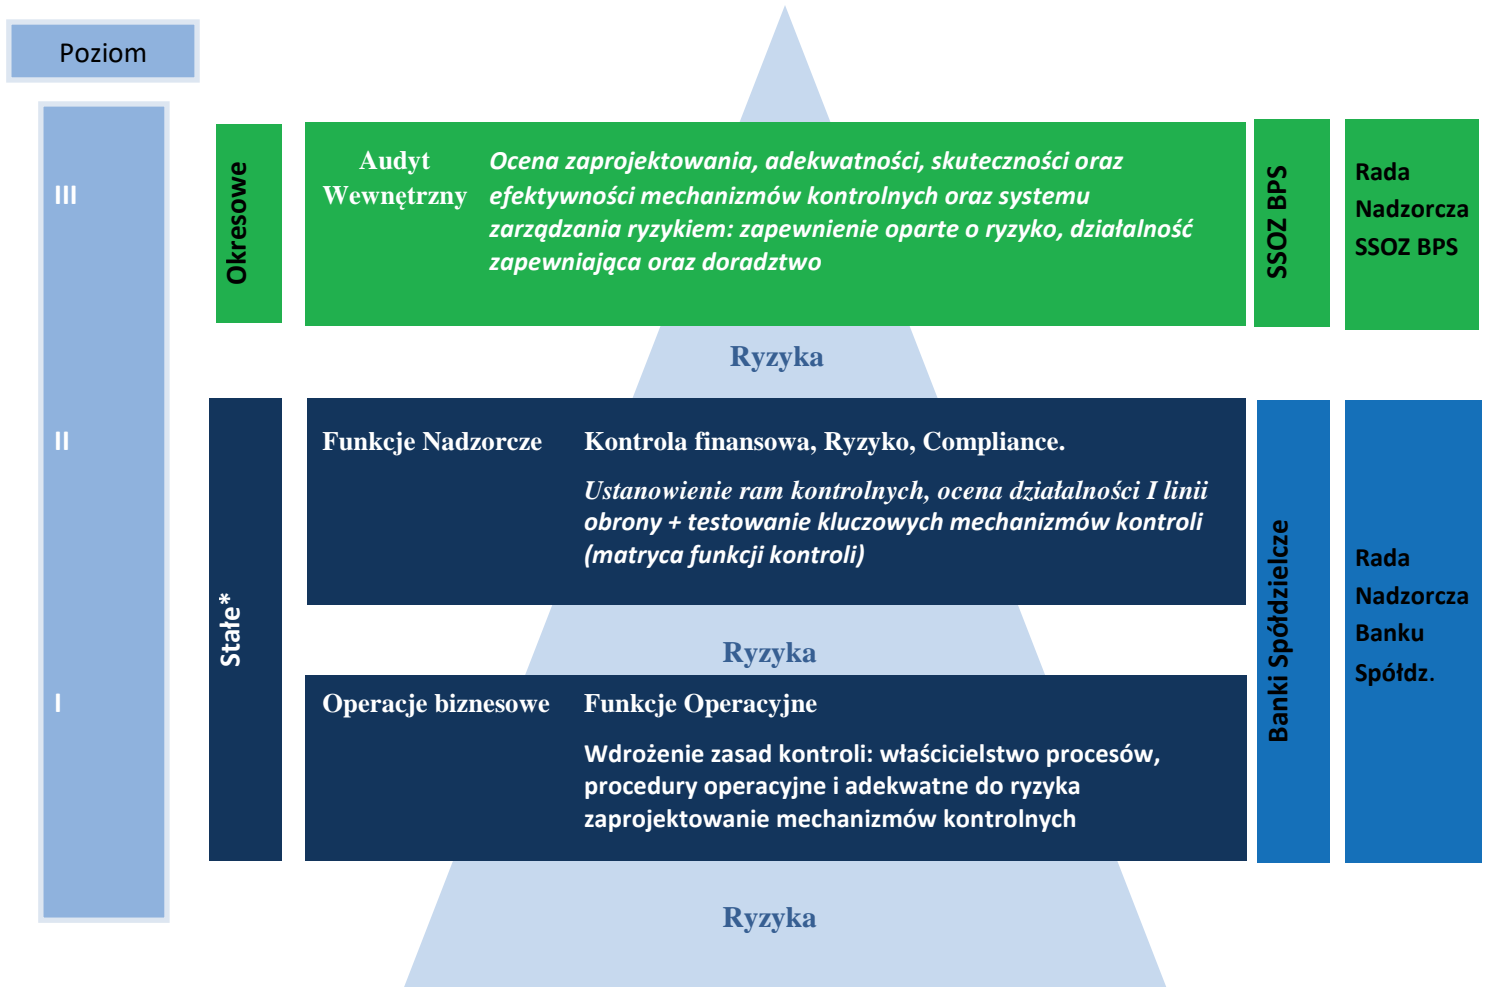 Poziom
III
Okresowe
Audyt
Wewnętrzny
Ocena zaprojektowania, adekwatności, skuteczności oraz
efektywności mechanizmów kontrolnych oraz systemu
zarządzania ryzykiem: zapewnienie oparte o ryzyko, działalność
zapewniająca oraz doradztwo
SSOZ BPS
Rada
Nadzorcza
SSOZ BPS
Ryzyka
II
Stałe*
Funkcje Nadzorcze
Kontrola finansowa, Ryzyko, Compliance.
Ustanowienie ram kontrolnych, ocena działalności I linii
obrony + testowanie kluczowych mechanizmów kontroli
(matryca funkcji kontroli)
Banki Spółdzielcze
Rada
Nadzorcza
Banku
Spółdz.
Ryzyka
I
Operacje biznesowe
Funkcje Operacyjne
Wdrożenie zasad kontroli: właścicielstwo procesów,
procedury operacyjne i adekwatne do ryzyka
zaprojektowanie mechanizmów kontrolnych
Ryzyka